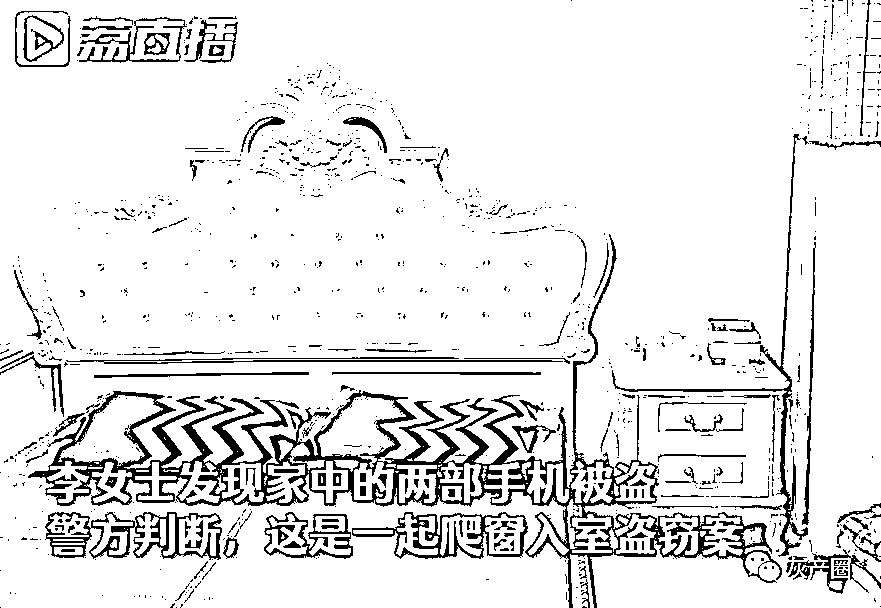 荔直播
李女士发现家中的两部手机被盗
警方判断，这是一起爬窗入室盗窃案
灰产圈